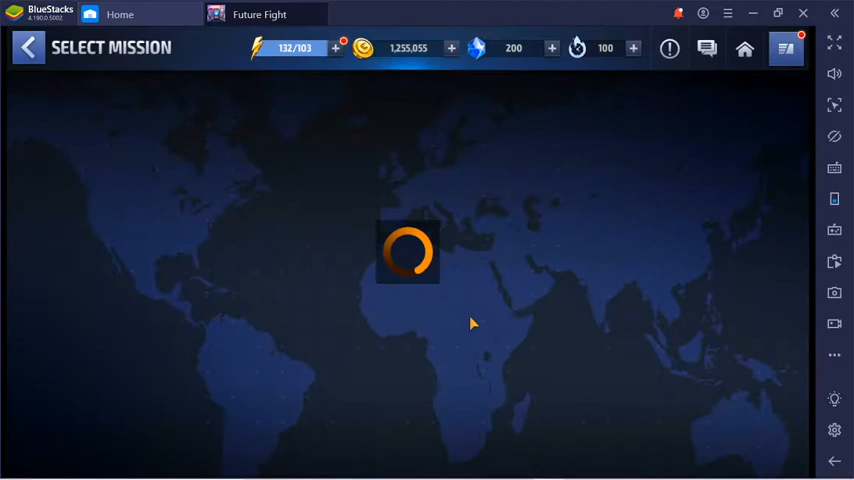 BlueStacks
4.190.0.5002
Home
Future Fight
SELECT MISSION
132/103
1,255,055
200
100